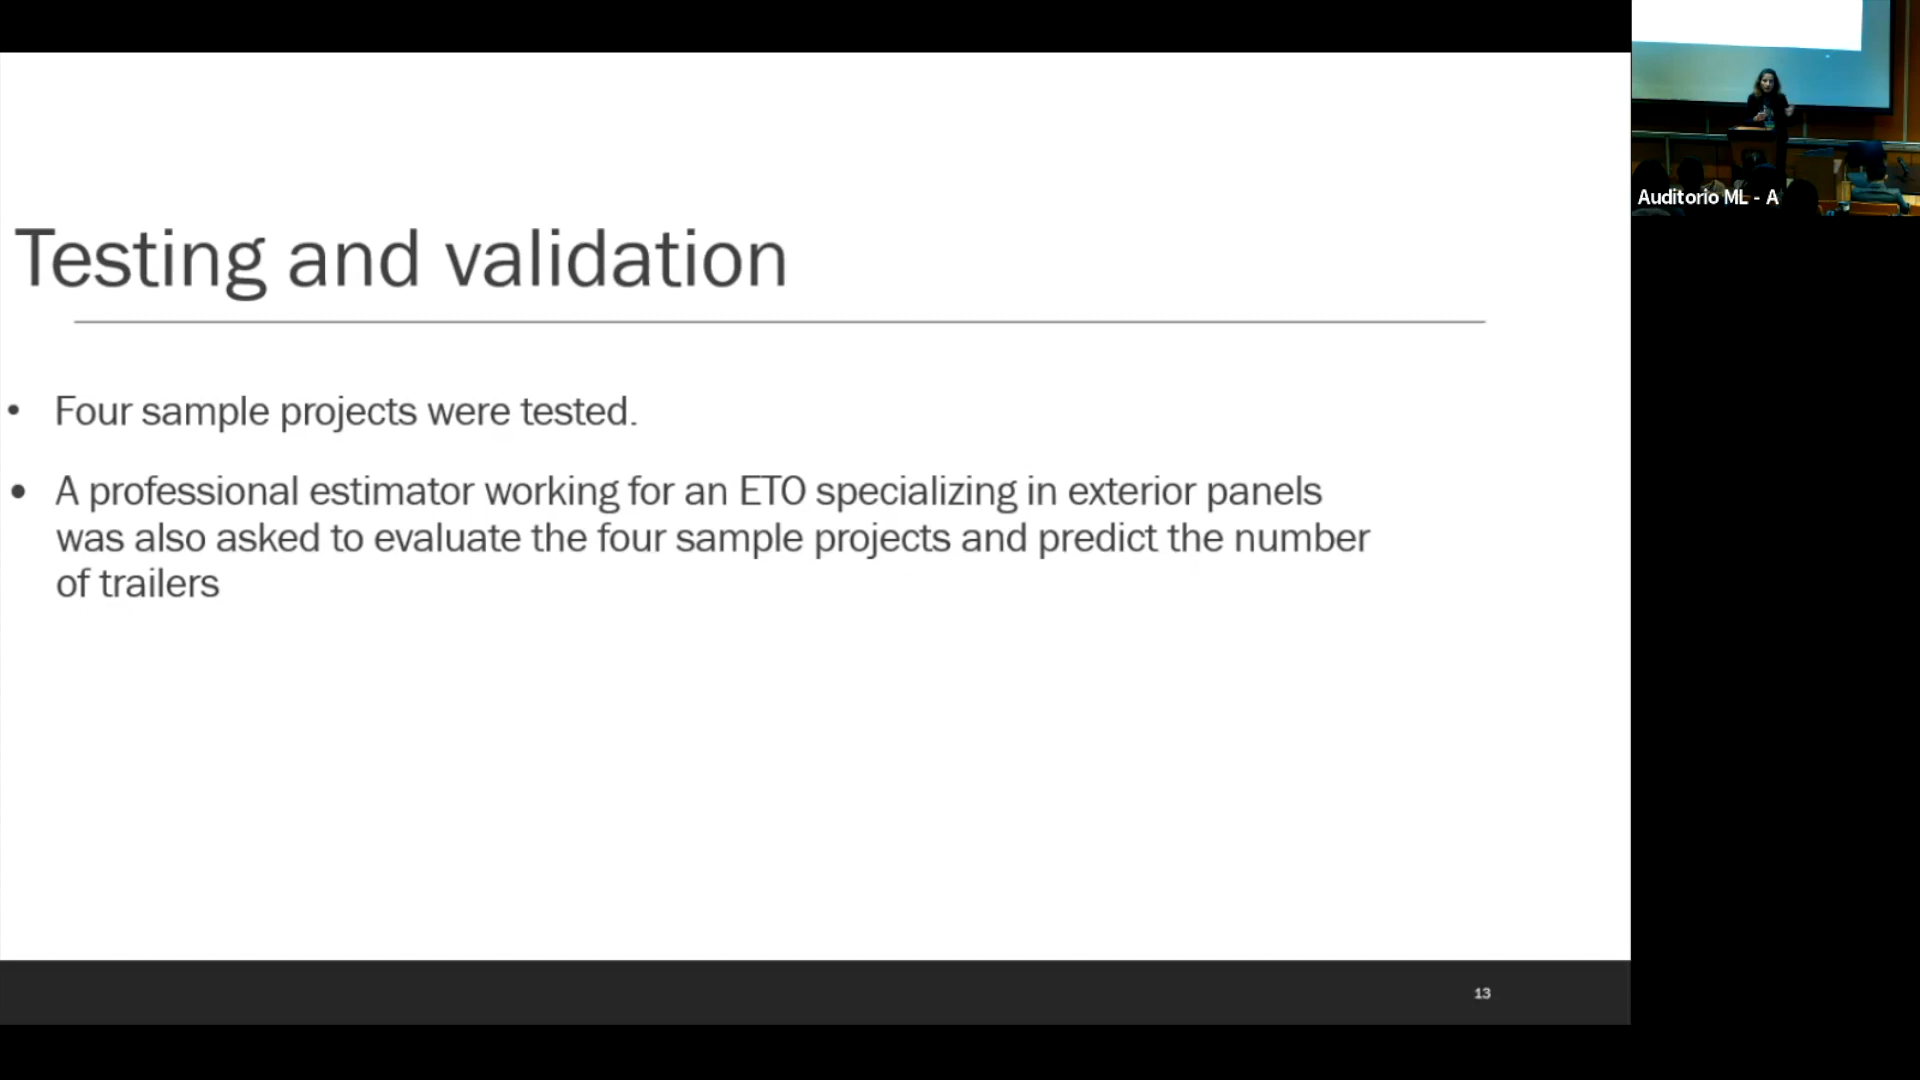 Testing and validation
• Four sample projects were tested.
• A professional estimator working for an ETO specializing in exterior panels
was also asked to evaluate the four sample projects and predict the number
of trailers
13
Auditorio ML - A